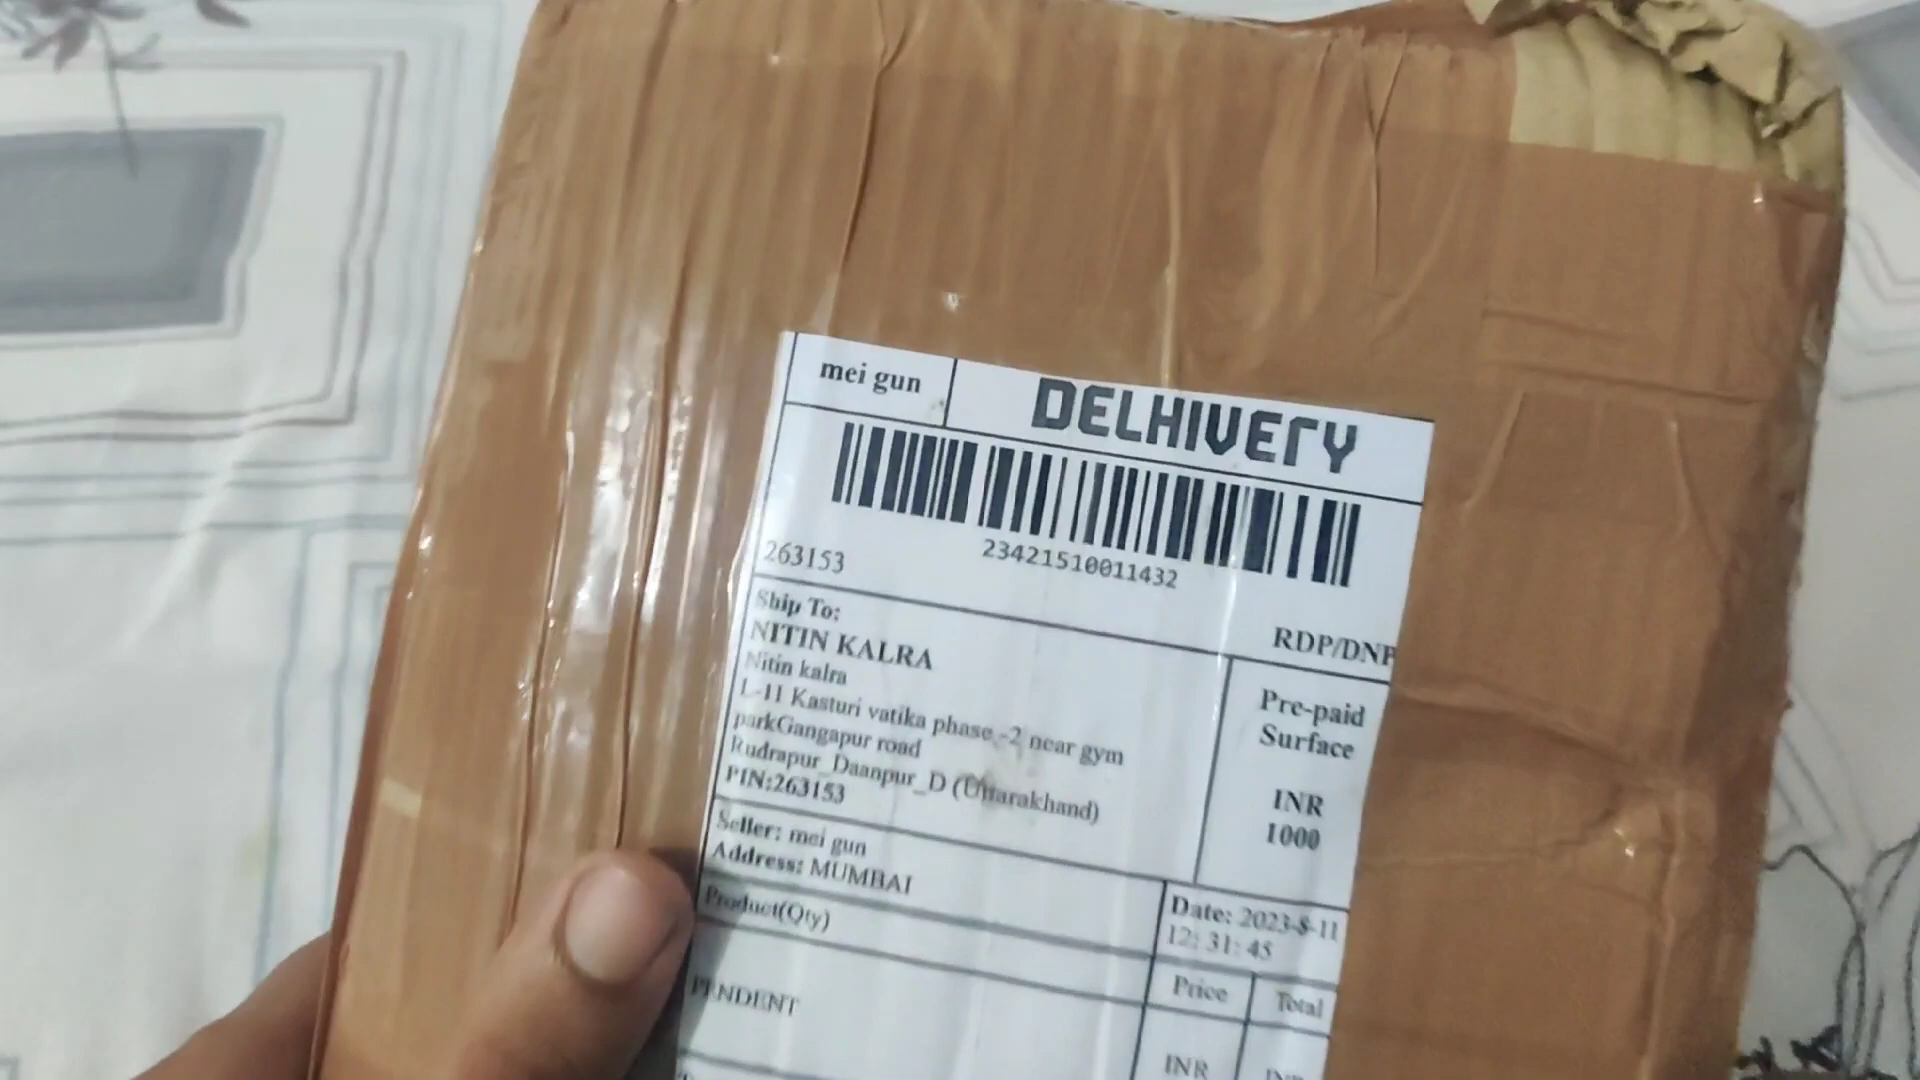 mei gun
DELHIVERY
23421510011432
263153
RDP/DNP
Ship To:
NITIN KALRA
Nitin kalra
L-11 Kasturi vatika phase -2 near gym
parkGangapur road
Rudrapur_Daanpur_D (Uttarakhand)
PIN:263153
Pre-paid
Surface
INR
1000
Seller: mei gun
Address: MUMBAI
Date: 2023-8-11
12: 31: 45
Product(Qty)
Price
Total
PENDENT
INR